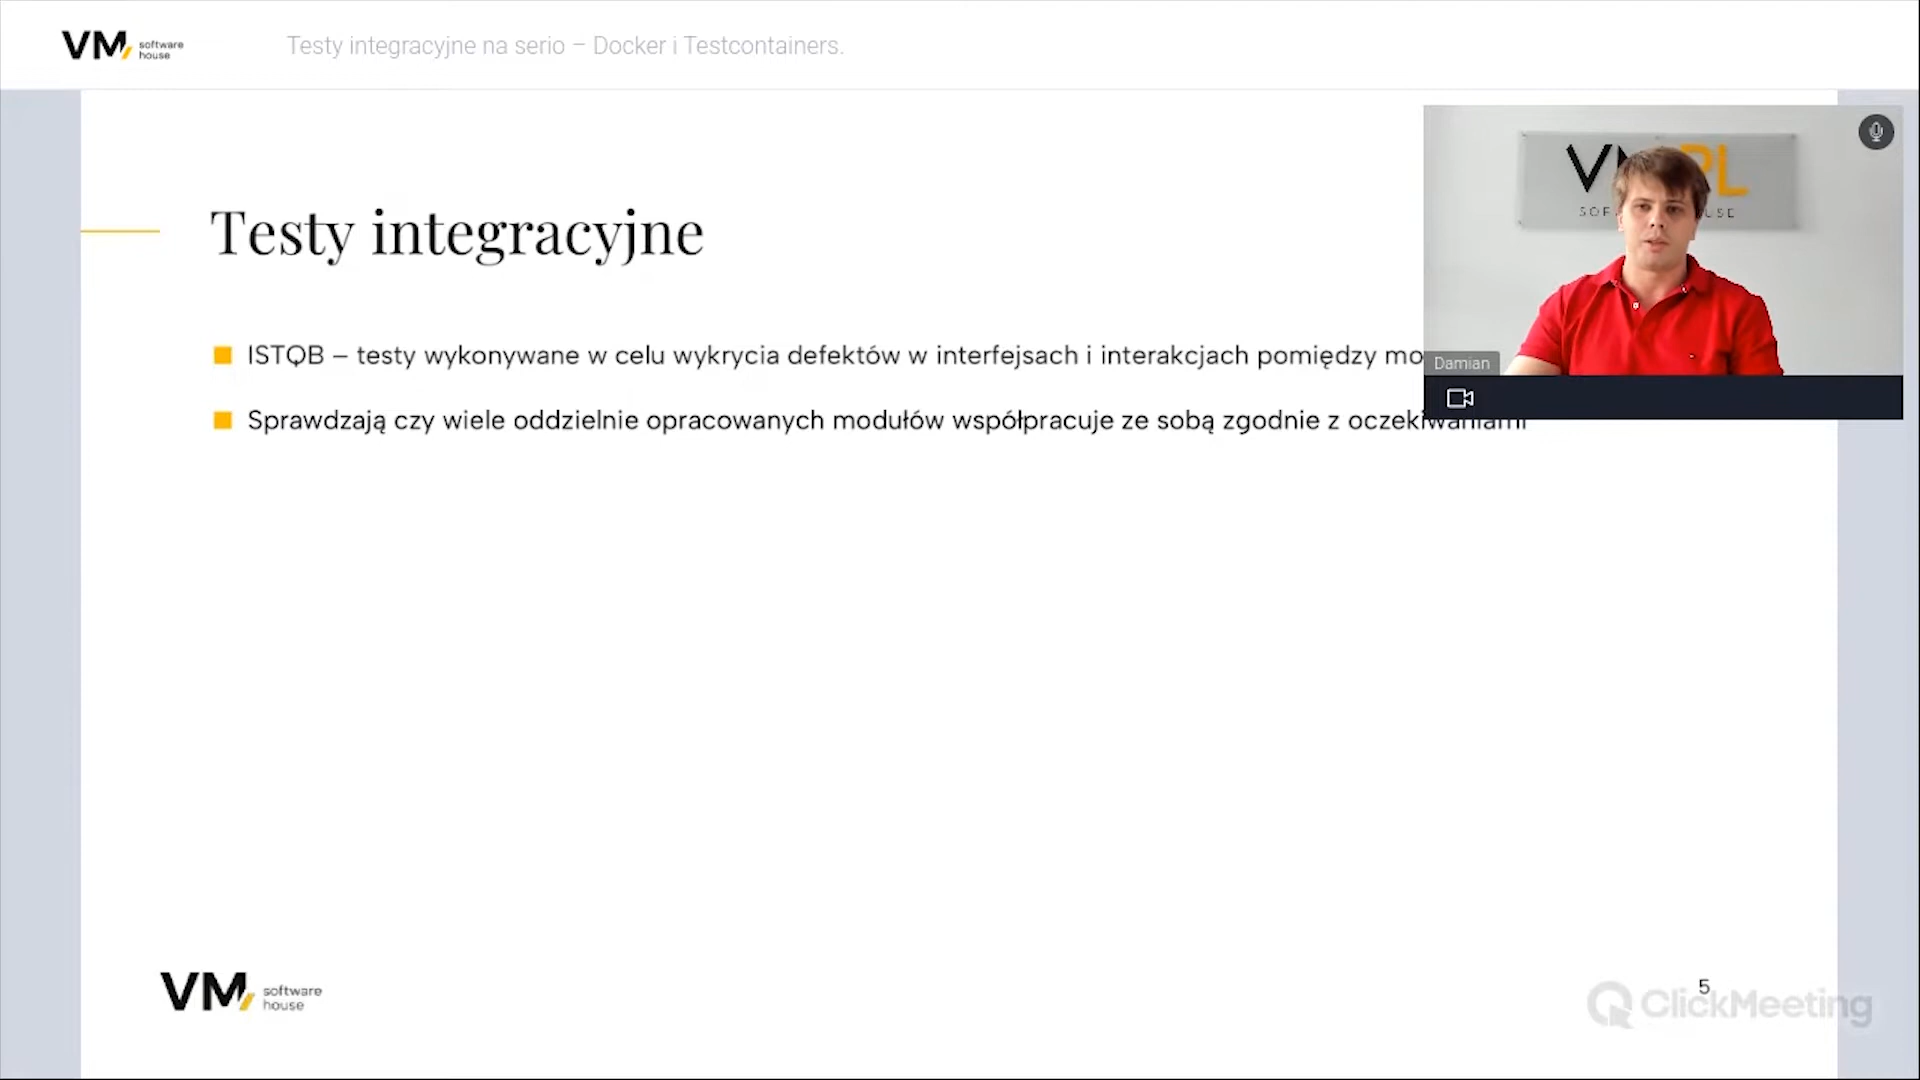 VM software house
Testy integracyjne na serio – Docker i Testcontainers.
Testy integracyjne
ISTQB – testy wykonywane w celu wykrycia defektów w interfejsach i interakcjach pomiędzy
Sprawdzają czy wiele oddzielnie opracowanych modułów współpracuje ze sobą zgodnie z oczekiwaniami
Damian
VM software house
5
ClickMeeting